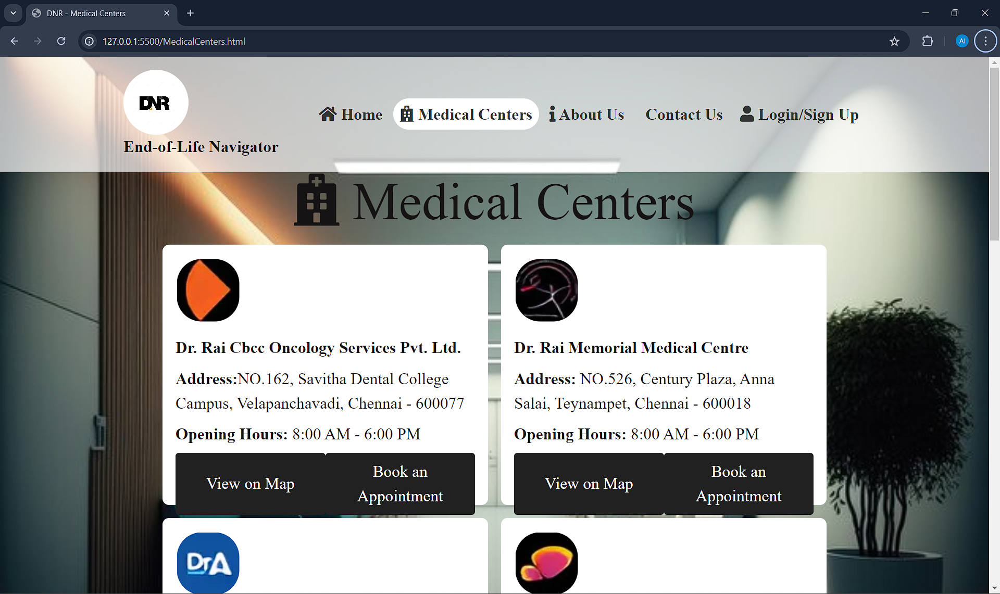 DNR - Medical Centers
127.0.0.1:5500/MedicalCenters.html
AI
DNR
End-of-Life Navigator
Home
Medical Centers
About Us
Contact Us
Login/Sign Up
Medical Centers
Dr. Rai Cbcc Oncology Services Pvt. Ltd.
Address:NO.162, Savitha Dental College
Campus, Velapanchavadi, Chennai - 600077
Opening Hours: 8:00 AM - 6:00 PM
View on Map
Book an
Appointment
Dr. Rai Memorial Medical Centre
Address: NO.526, Century Plaza, Anna
Salai, Teynampet, Chennai - 600018
Opening Hours: 8:00 AM - 6:00 PM
View on Map
Book an
Appointment
DrA